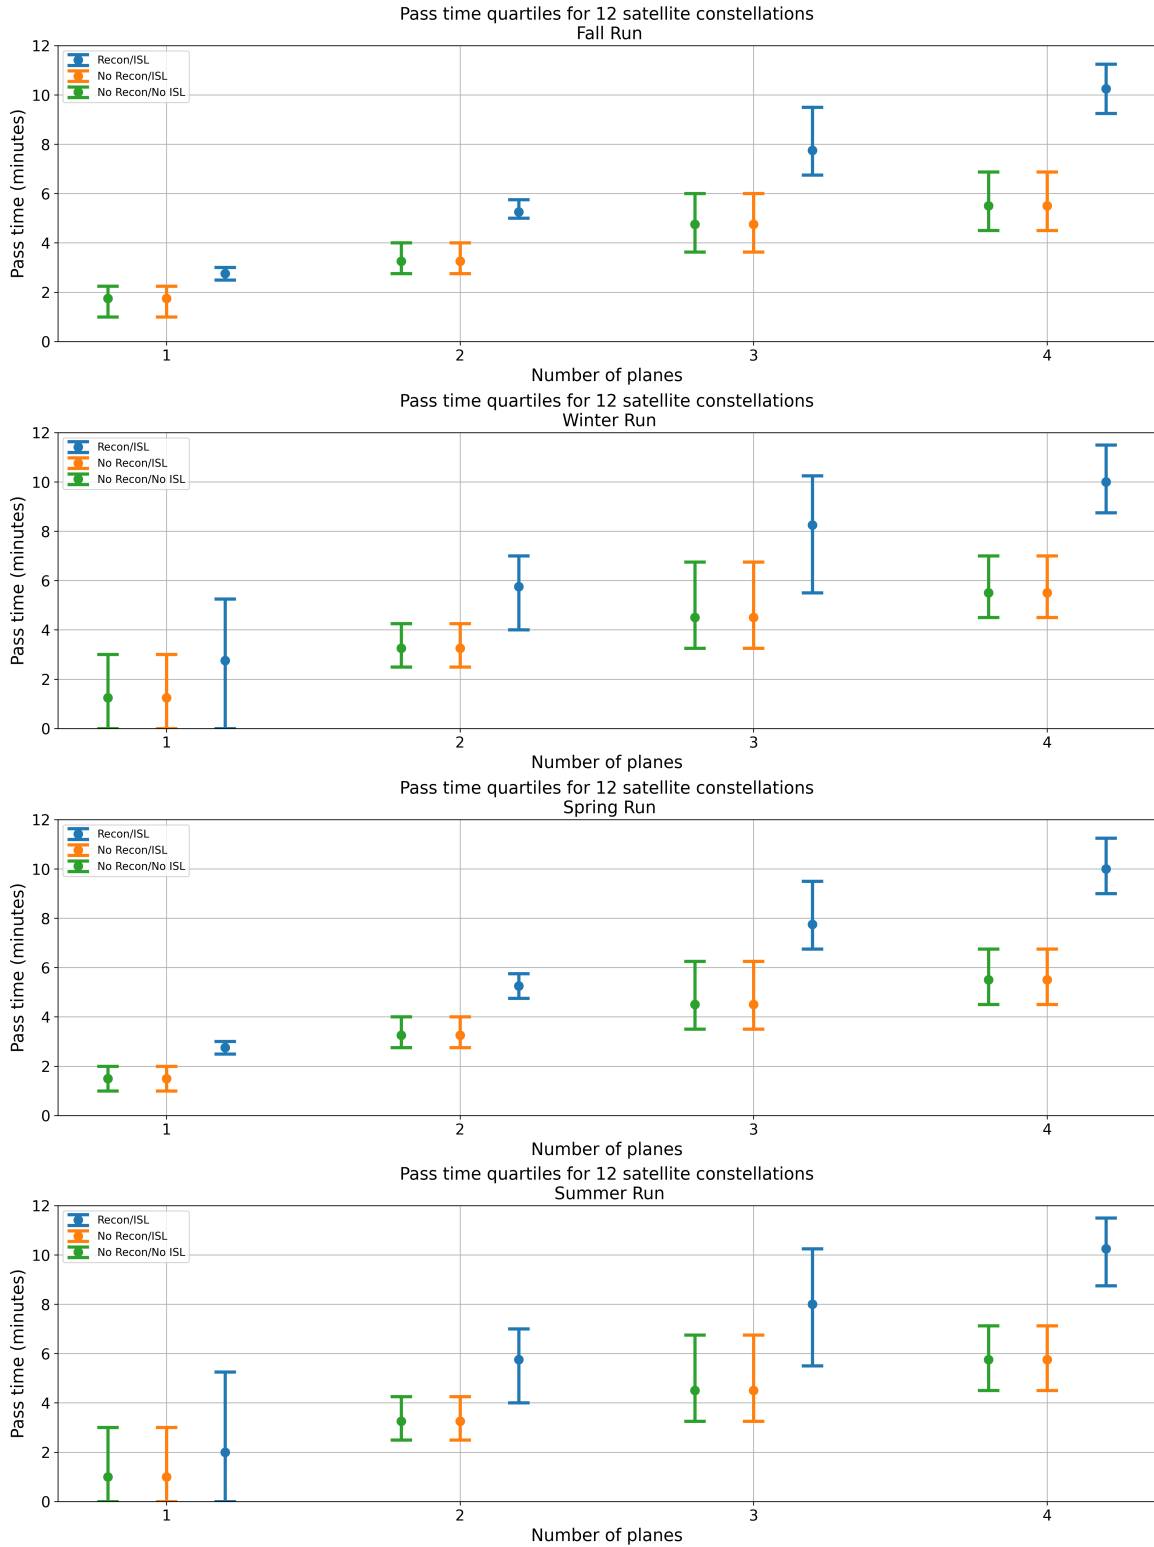 Pass time quartiles for 12 satellite constellations
Fall Run
12
10
8
6
4
2
0
Pass time (minutes)
Recon/ISL
No Recon/ISL
No Recon/No ISL
1 2 3 4
Number of planes
Pass time quartiles for 12 satellite constellations
Winter Run
12
10
8
6
4
2
0
Pass time (minutes)
Recon/ISL
No Recon/ISL
No Recon/No ISL
1 2 3 4
Number of planes
Pass time quartiles for 12 satellite constellations
Spring Run
12
10
8
6
4
2
0
Pass time (minutes)
Recon/ISL
No Recon/ISL
No Recon/No ISL
1 2 3 4
Number of planes
Pass time quartiles for 12 satellite constellations
Summer Run
12
10
8
6
4
2
0
Pass time (minutes)
Recon/ISL
No Recon/ISL
No Recon/No ISL
1 2 3 4
Number of planes